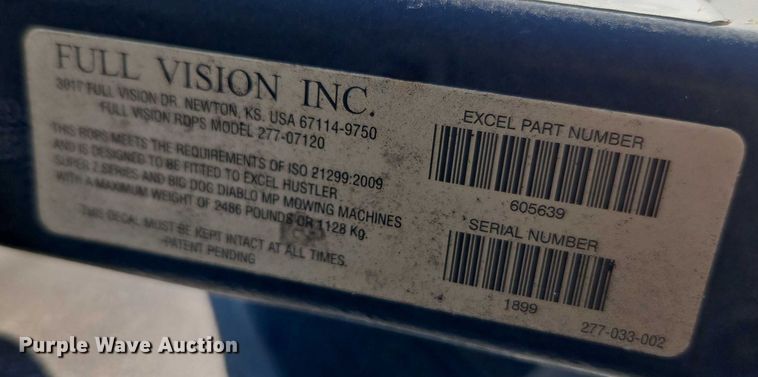 FULL VISION INC.
3017 FULL VISION DR. NEWTON, KS. USA 67114-9750
FULL VISION ROPS MODEL 277-07120
THIS ROPS MEETS THE REQUIREMENTS OF ISO 21299:2009
AND IS DESIGNED TO BE FITTED TO EXCEL HUSTLER
SUPER Z SERIES AND BIG DOG DIABLO MP MOWING MACHINES
WITH A MAXIMUM WEIGHT OF 2486 POUNDS OR 1128 Kg.
THIS DECAL MUST BE KEPT INTACT AT ALL TIMES.
-PATENT PENDING
EXCEL PART NUMBER
605639
SERIAL NUMBER
1899
277-033-002
Purple Wave Auction